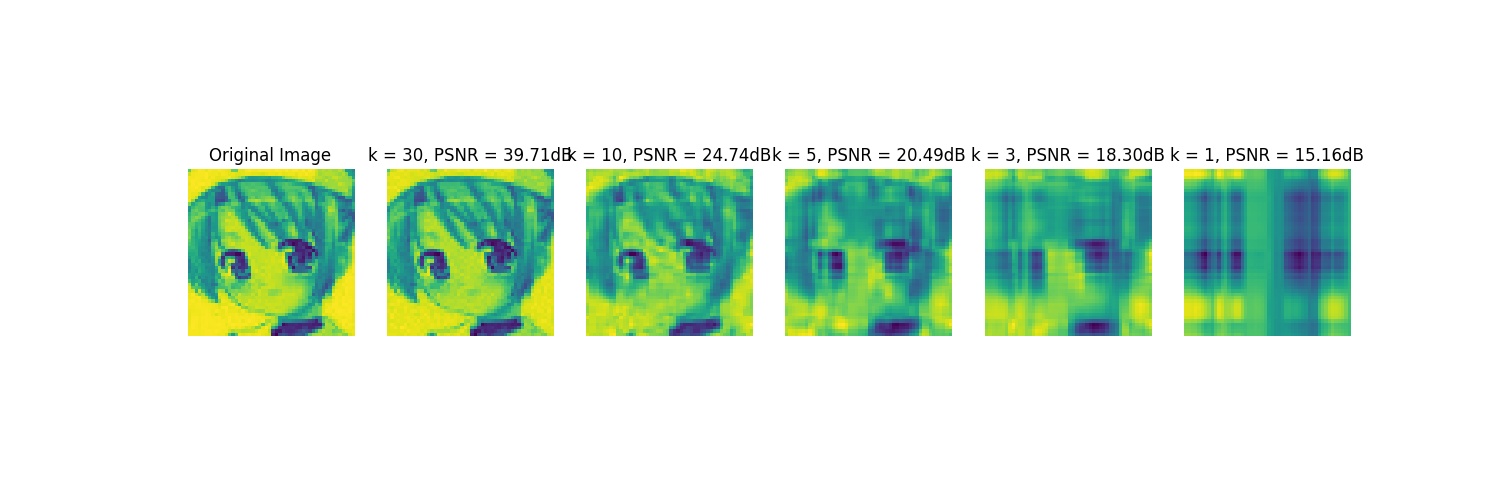 Original Image
k = 30, PSNR = 39.71dB
k = 10, PSNR = 24.74dB
k = 5, PSNR = 20.49dB
k = 3, PSNR = 18.30dB
k = 1, PSNR = 15.16dB